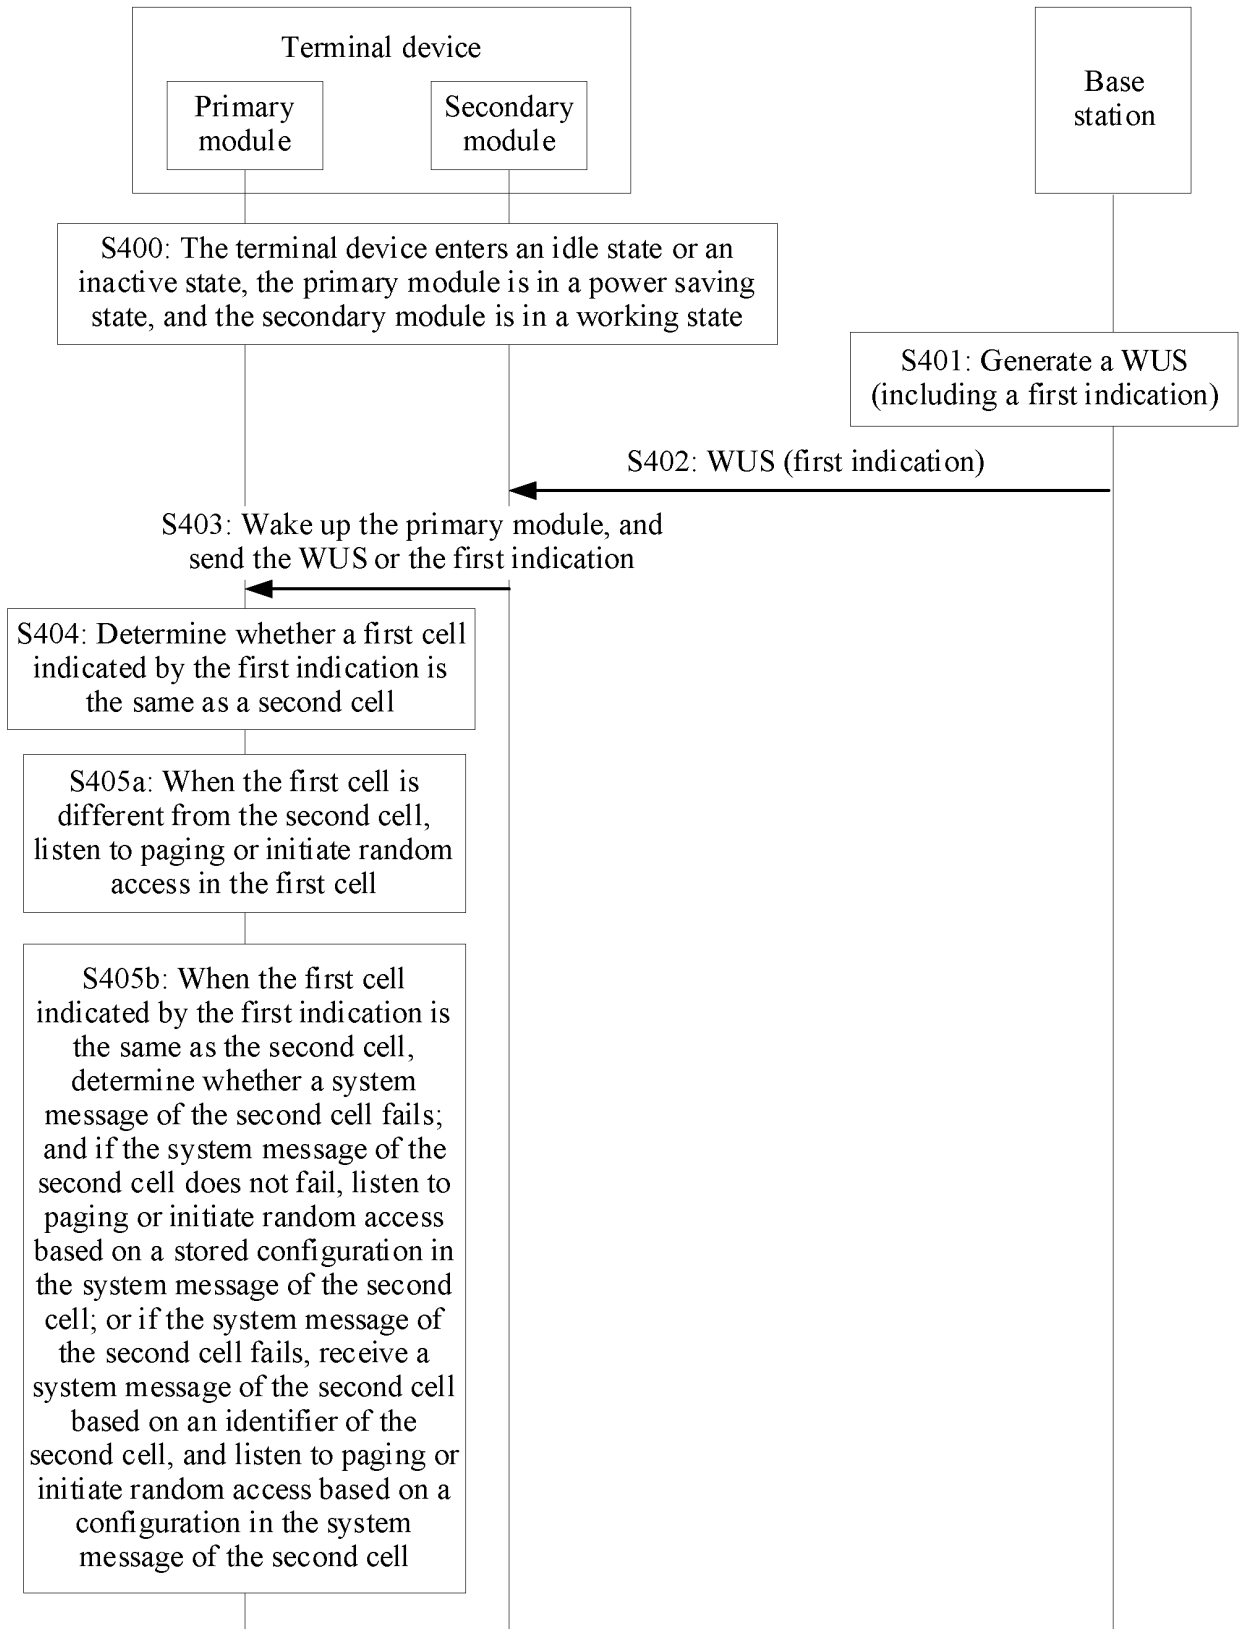 Terminal device
Primary
module
Secondary
module
Base
station
S400: The terminal device enters an idle state or an
inactive state, the primary module is in a power saving
state, and the secondary module is in a working state
S401: Generate a WUS
(including a first indication)
S402: WUS (first indication)
S403: Wake up the primary module, and
send the WUS or the first indication
S404: Determine whether a first cell
indicated by the first indication is
the same as a second cell
S405a: When the first cell is
different from the second cell,
listen to paging or initiate random
access in the first cell
S405b: When the first cell
indicated by the first indication is
the same as the second cell,
determine whether a system
message of the second cell fails;
and if the system message of the
second cell does not fail, listen to
paging or initiate random access
based on a stored configuration in
the system message of the second
cell; or if the system message of
the second cell fails, receive a
system message of the second cell
based on an identifier of the
second cell, and listen to paging or
initiate random access based on a
configuration in the system
message of the second cell